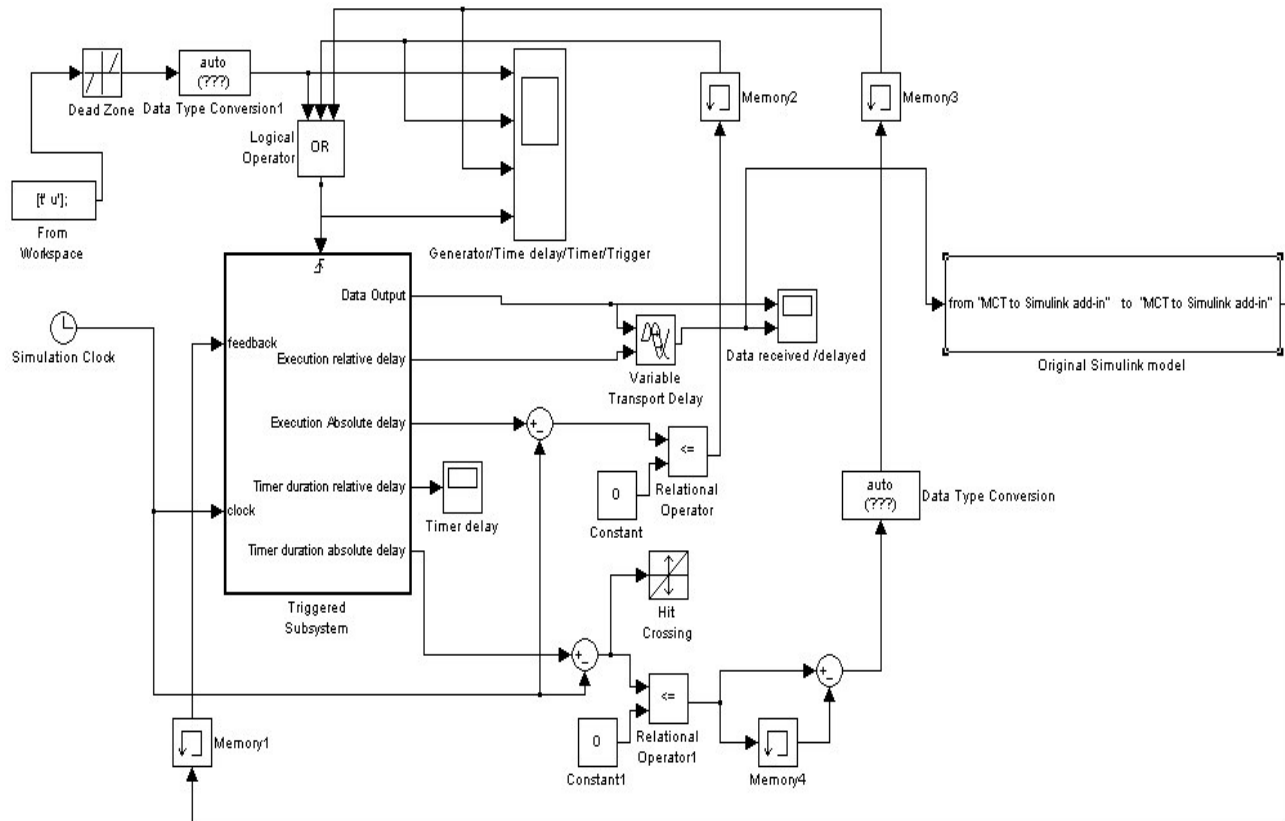 auto
(???)
Dead Zone
Data Type Conversion1
Memory2
Memory3
Logical
Operator
OR
[t' u'];
From
Workspace
Generator/Time delay/Timer/Trigger
Data Output
from "MCT to Simulink add-in"
to "MCT to Simulink add-in"
Original Simulink model
Simulation Clock
feedback
Execution relative delay
Data received /delayed
Variable
Transport Delay
Execution Absolute delay
+
-
<=
0
Relational
Operator
Constant
Timer duration relative delay
Timer delay
clock
auto
(???)
Data Type Conversion
Timer duration absolute delay
Hit
Crossing
Triggered
Subsystem
+
-
<=
+
-
0
Relational
Operator1
Constant1
Memory1
Memory4